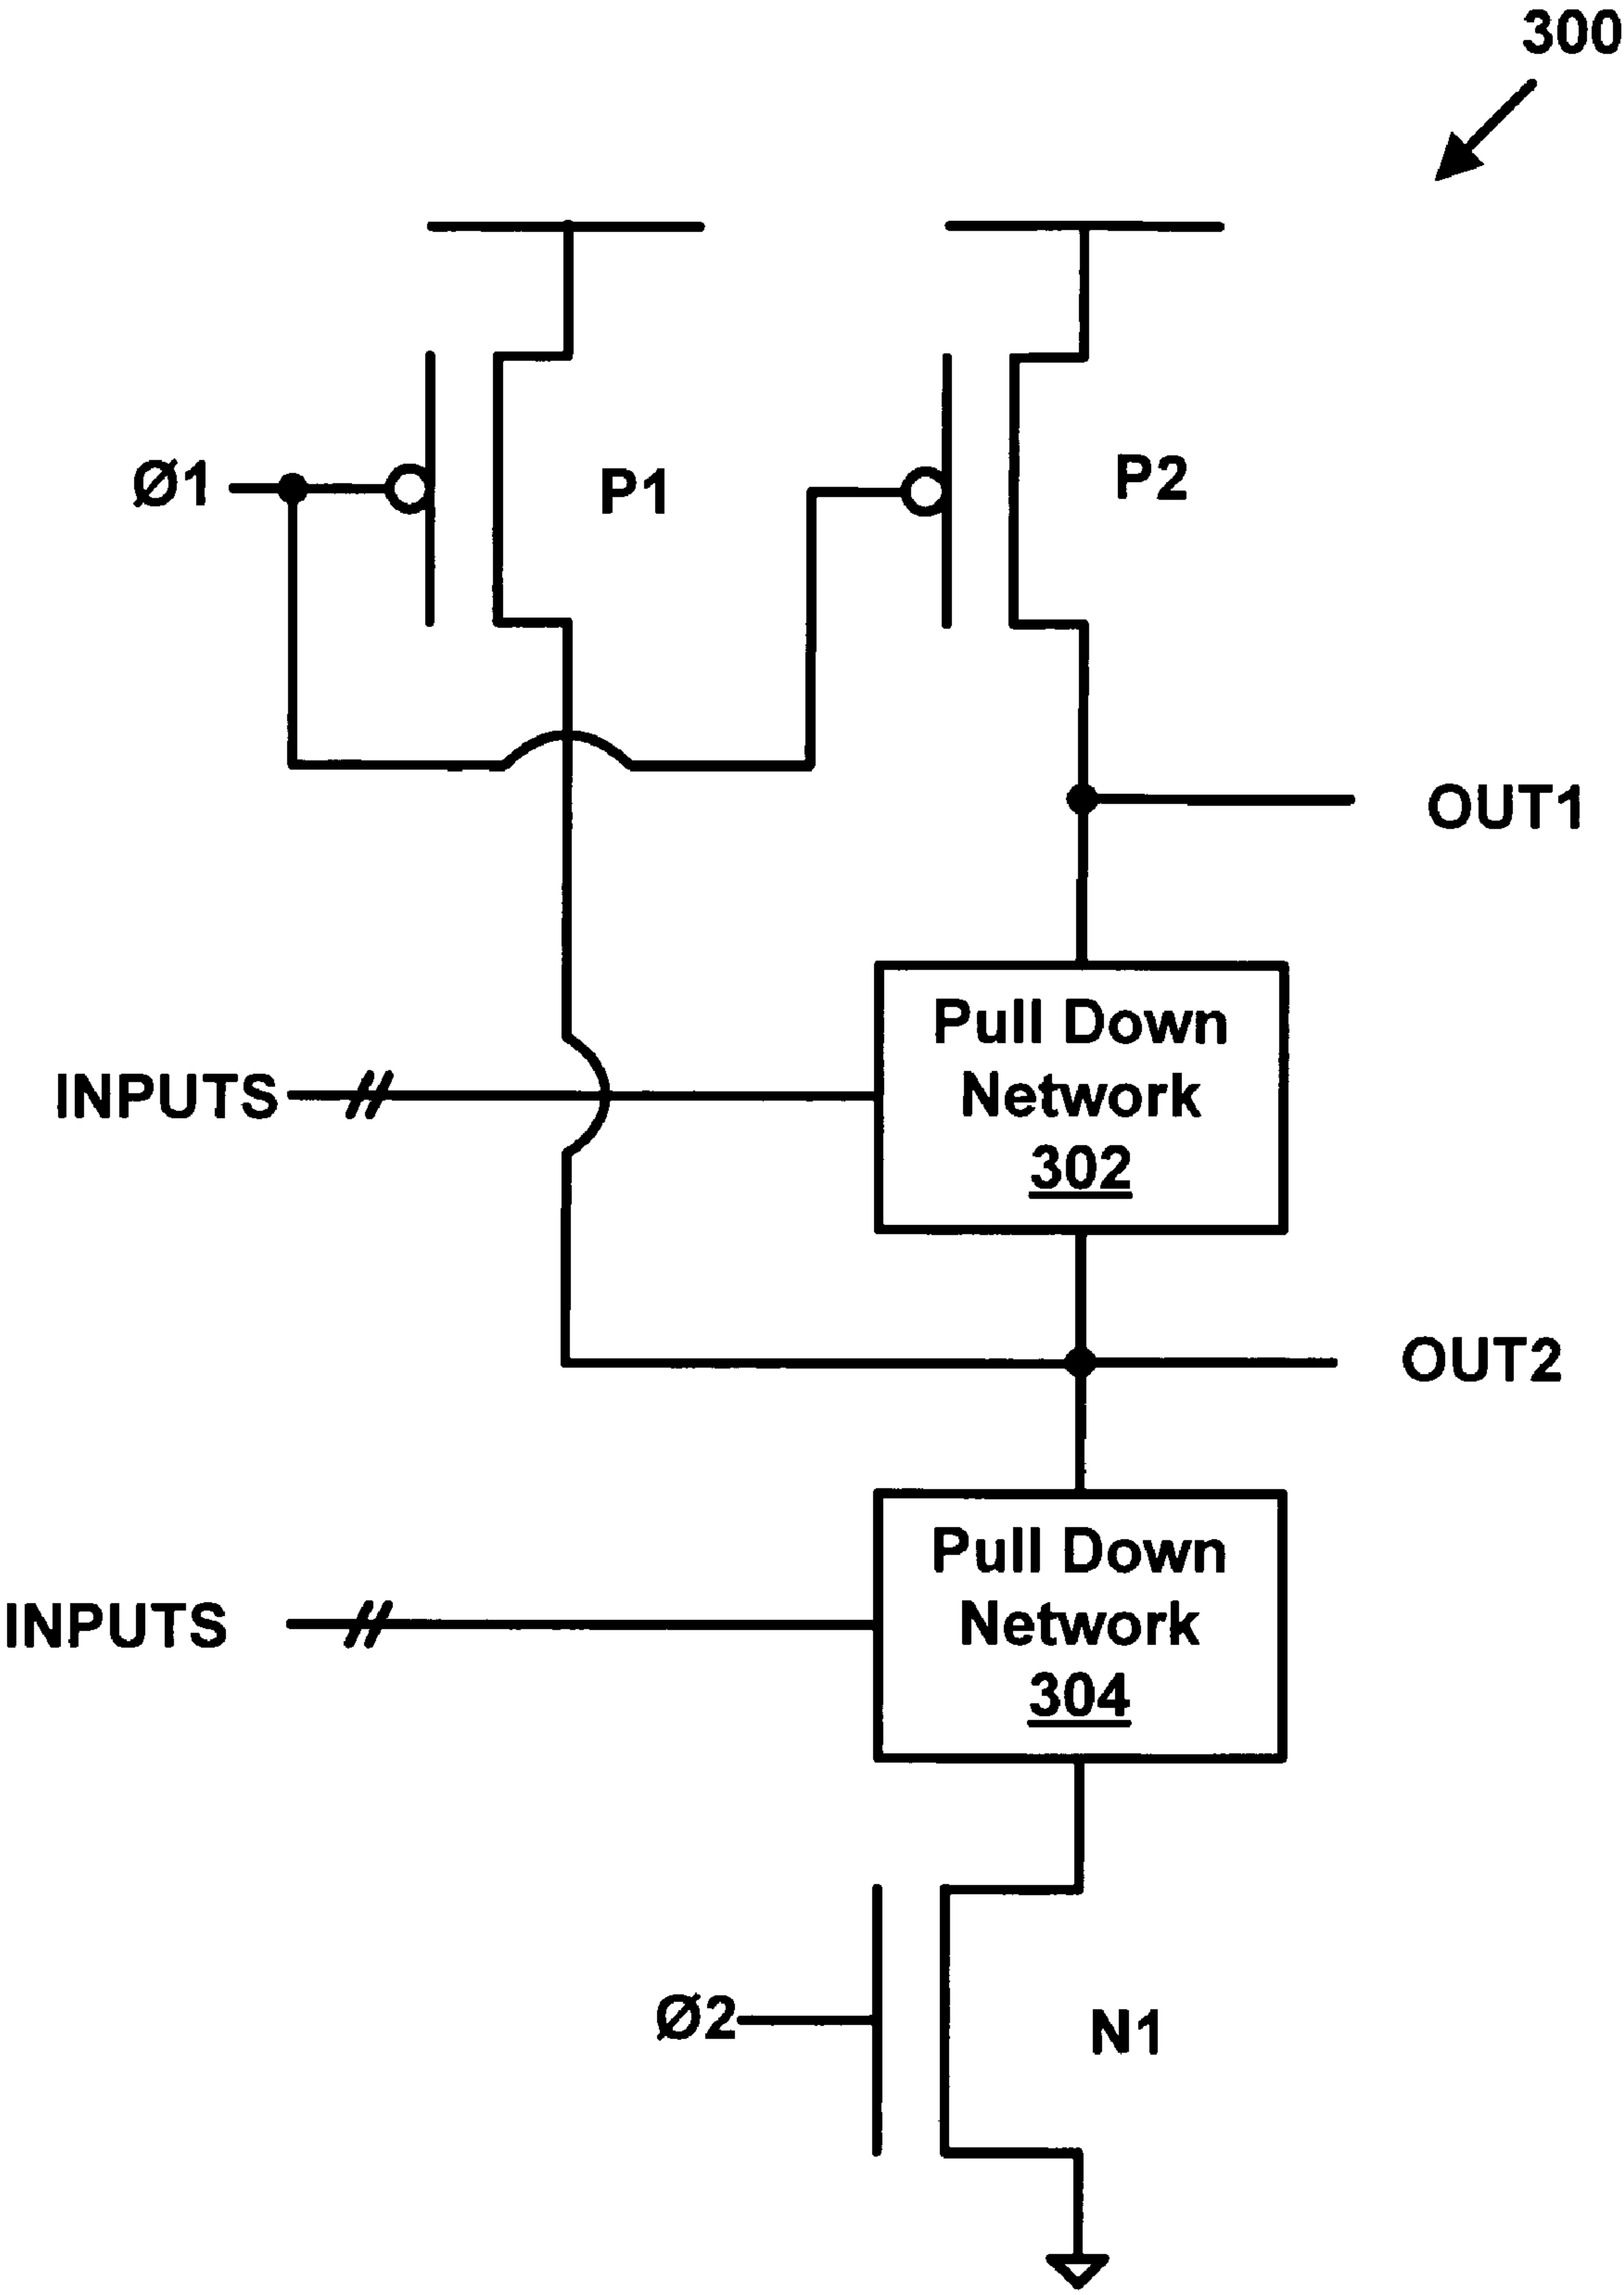 300
Ø1
P1
P2
OUT1
Pull Down
Network
302
INPUTS
OUT2
Pull Down
Network
304
INPUTS
Ø2
N1